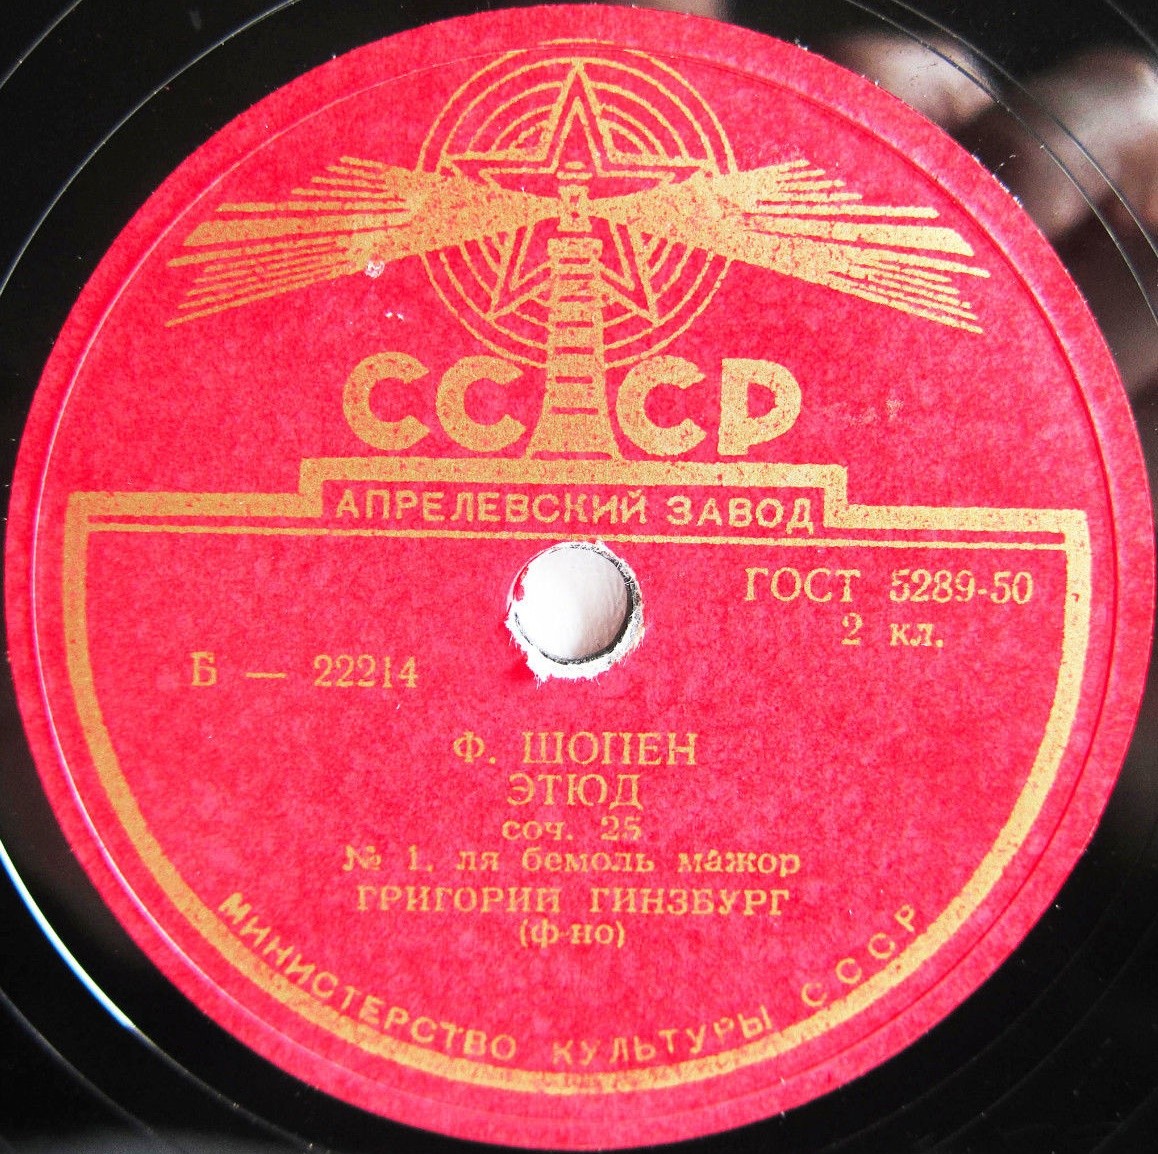 СССР
АПРЕЛЕВСКИЙ ЗАВОД
ГОСТ 5289-50
2 кл.
Б — 22214
Ф. ШОПЕН
ЭТЮД
соч. 25
№ 1, ля бемоль мажор
ГРИГОРИЙ ГИНЗБУРГ
(ф-но)
МИНИСТЕРСТВО КУЛЬТУРЫ СССР